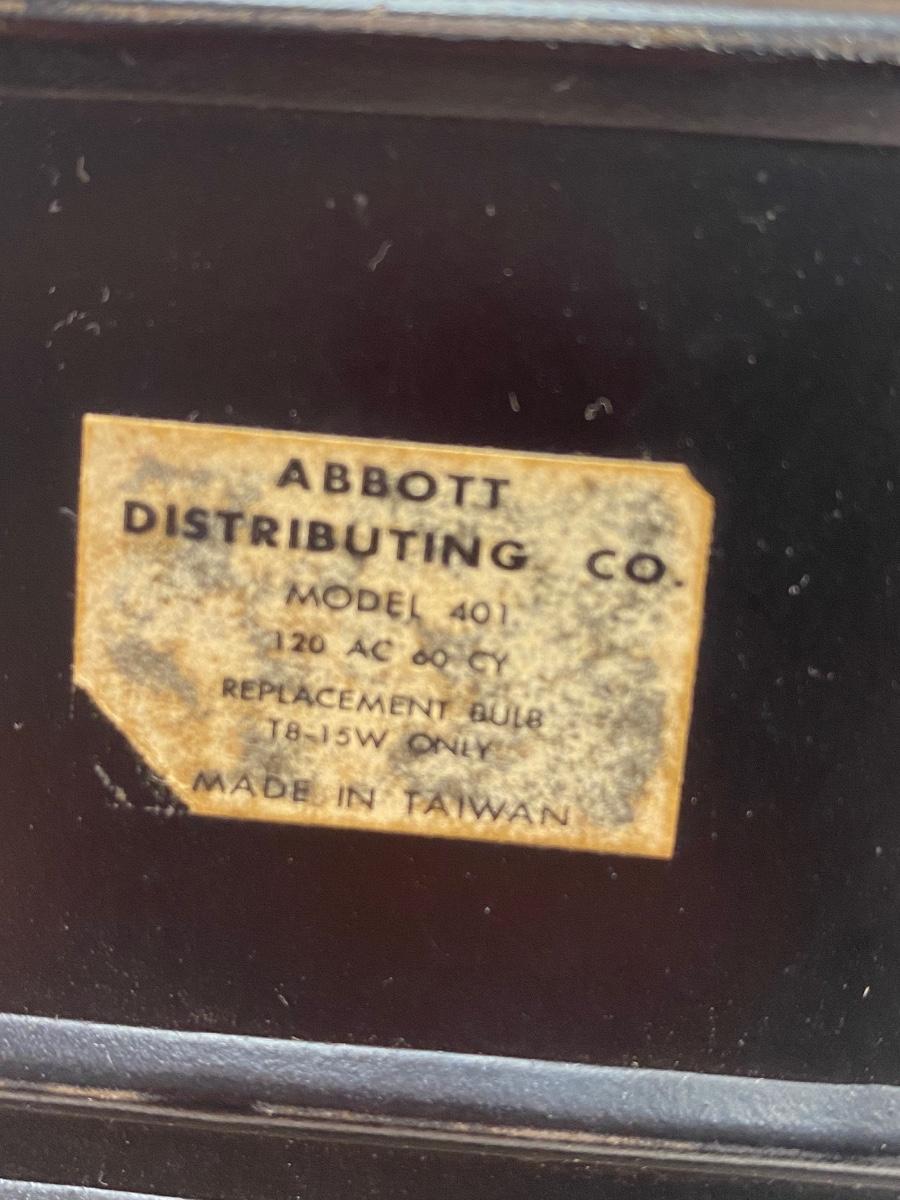 ABBOTT
DISTRIBUTING CO.
MODEL 401
120 AC 60 CY
REPLACEMENT BULB
T8-15W ONLY
MADE IN TAIWAN